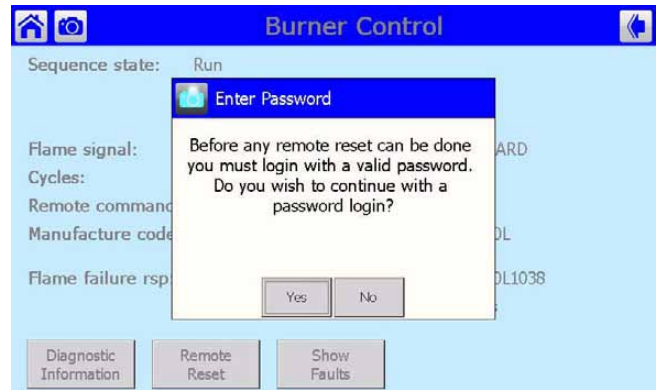 Burner Control
Sequence state: Run
Enter Password
Before any remote reset can be done
you must login with a valid password.
Do you wish to continue with a
password login?
Flame signal: ARD
Cycles:
Remote command
Manufacture code OL
Flame failure rsp: OL1038
Yes No
Diagnostic Information
Remote Reset
Show Faults